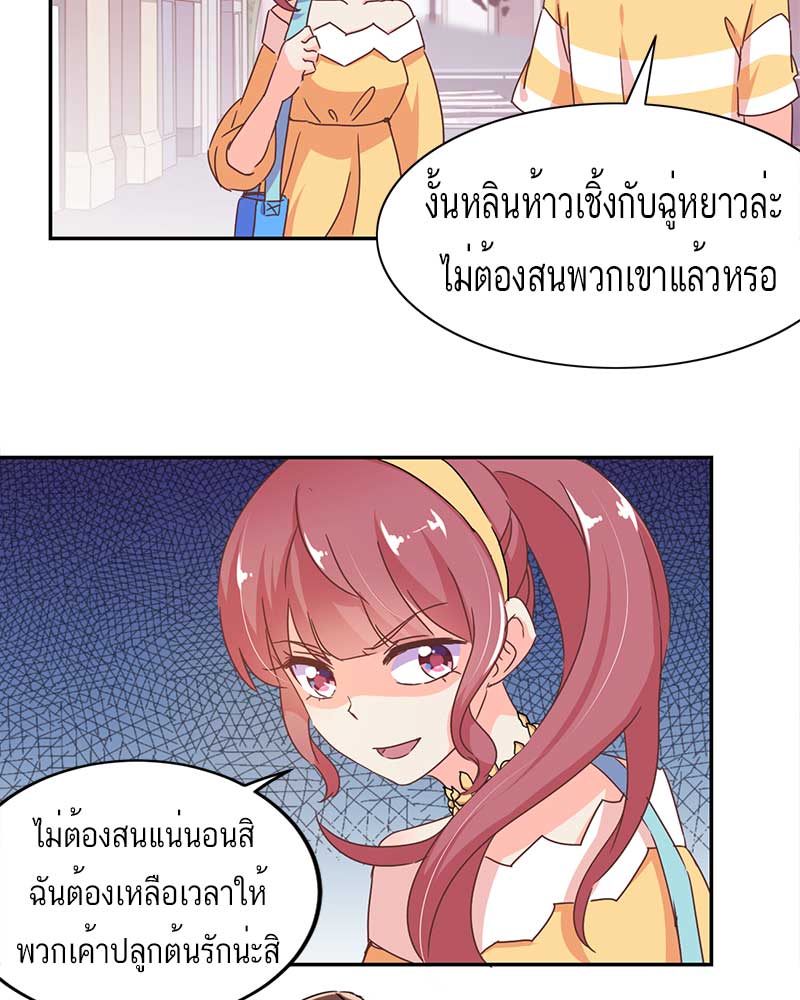 งั้นหลินห้าวเชิ้งกับฉู่หยาวล่ะ
ไม่ต้องสนพวกเขาแล้วหรอ
ไม่ต้องสนแน่นอนสิ
ฉันต้องเหลือเวลาให้
พวกเค้าปลูกต้นรักน่ะสิ